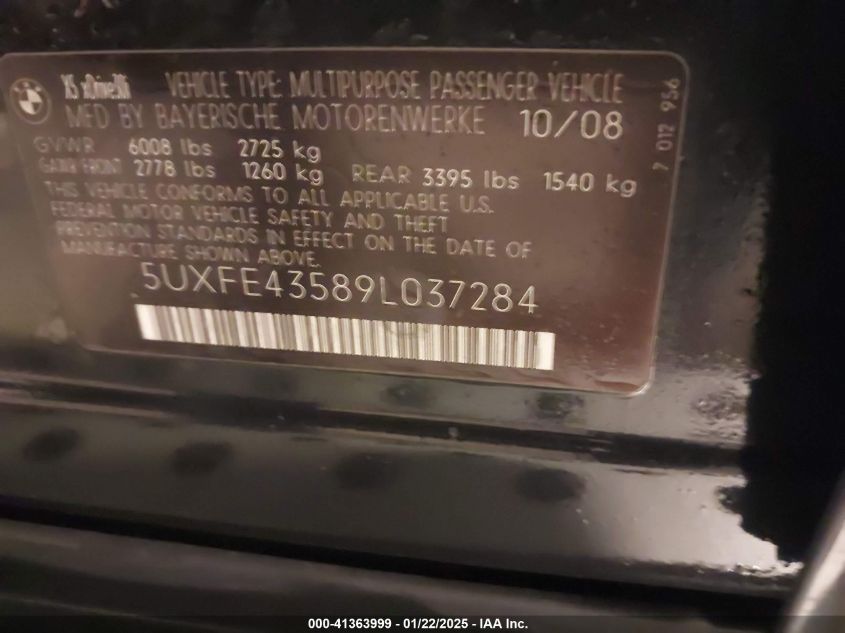 X5 xDrive30i VEHICLE TYPE: MULTIPURPOSE PASSENGER VEHICLE
MFD BY BAYERISCHE MOTORENWERKE 10/08
GVWR 6008 lbs 2725 kg
GAWR FRONT 2778 lbs 1260 kg REAR 3395 lbs 1540 kg
THIS VEHICLE CONFORMS TO ALL APPLICABLE U.S.
FEDERAL MOTOR VEHICLE SAFETY AND THEFT
PREVENTION STANDARDS IN EFFECT ON THE DATE OF
MANUFACTURE SHOWN ABOVE.
5UXFE43589L037284
7 012 956
000-41363999 - 01/22/2025 - IAA Inc.